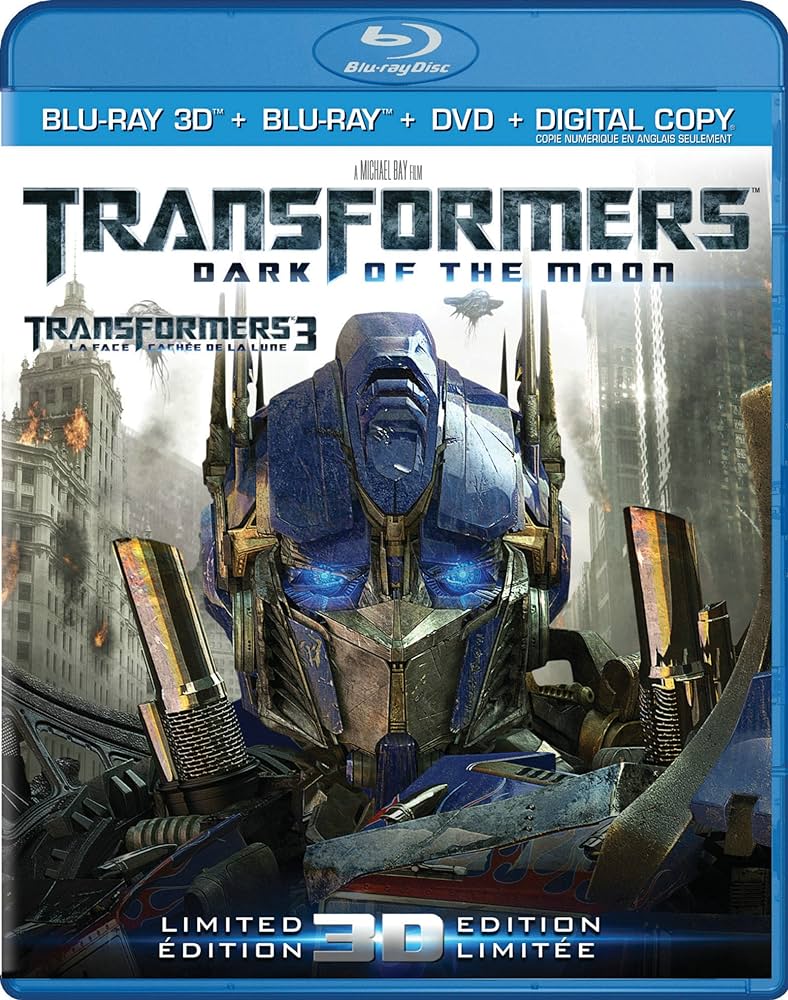 Blu-ray Disc
BLU-RAY 3D™ + BLU-RAY™ + DVD + DIGITAL COPY
COPIE NUMÉRIQUE EN ANGLAIS SEULEMENT
A MICHAEL BAY FILM
TRANSFORMERS™
DARK OF THE MOON
TRANSFORMERS 3
LA FACE CACHÉE DE LA LUNE
LIMITED 3D EDITION
ÉDITION LIMITÉE